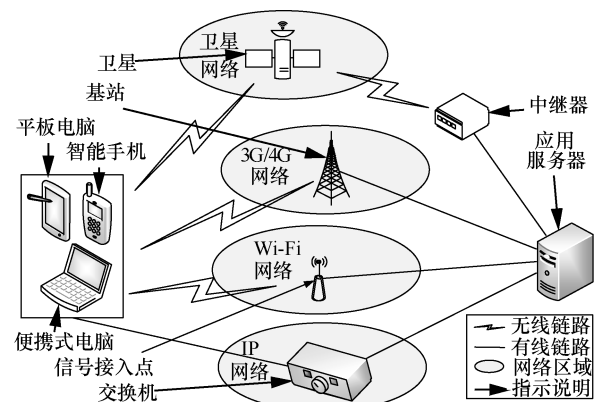 卫星
网络
卫星
基站
中继器
平板电脑
智能手机
3G/4G
网络
应用
服务器
Wi-Fi
网络
便携式电脑
信号接入点
交换机
IP
网络
无线链路
有线链路
网络区域
指示说明